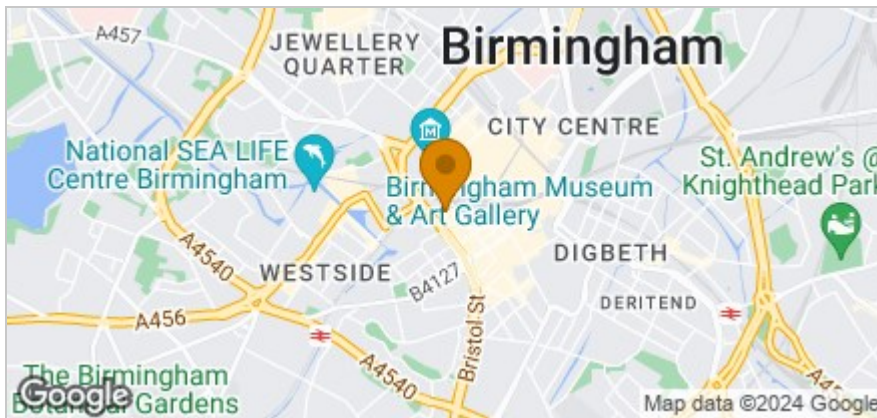 A457
JEWELLERY
QUARTER
Birmingham
M
CITY CENTRE
National SEA LIFE
Centre Birmingham
St. Andrew's @
Knighthead Park
Birmingham Museum
& Art Gallery
DIGBETH
A4540
WESTSIDE
B4127
DERITEND
A456
Bristol St
A4540
The Birmingham
Botanical Gardens
Google
Map data ©2024 Google